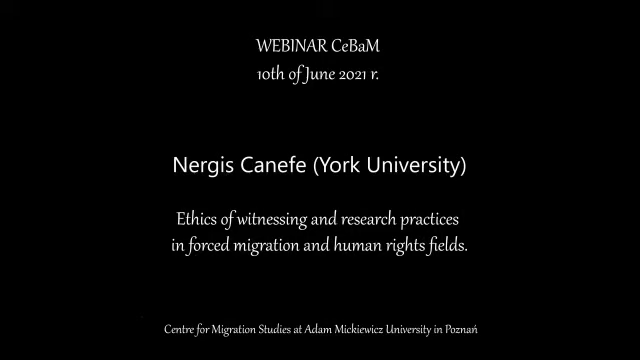 WEBINAR CeBaM
10th of June 2021 r.
Nergis Canefe (York University)
Ethics of witnessing and research practices
in forced migration and human rights fields.
Centre for Migration Studies at Adam Mickiewicz University in Poznań